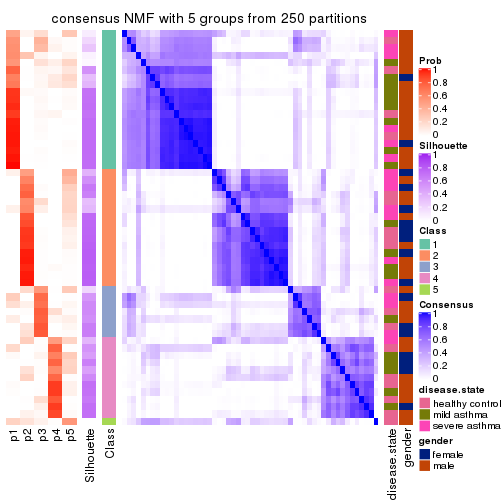 consensus NMF with 5 groups from 250 partitions
p1
p2
p3
p4
p5
Silhouette
Class
disease.state
gender
Prob
1
0.8
0.6
0.4
0.2
0
Silhouette
1
0.8
0.6
0.4
0.2
0
Class
1
2
3
4
5
Consensus
1
0.8
0.6
0.4
0.2
0
disease.state
healthy control
mild asthma
severe asthma
gender
female
male